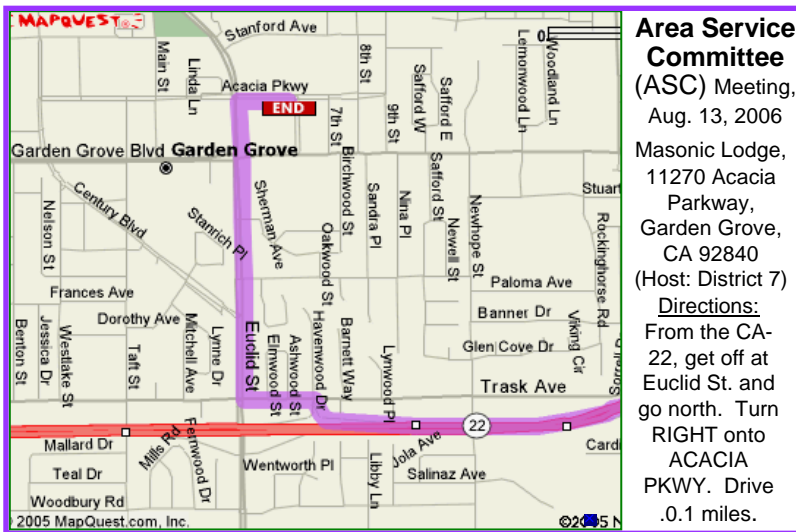 MAPQUEST
Stanford Ave
Main St
Linda Ln
Acacia Pkwy
8th St
Safford W
Safford E
Lemonwood Ln
Woodland Ln
0
END
7th St
9th St
Garden Grove Blvd
Garden Grove
Century Blvd
Birchwood St
Sandra Pl
Nina Pl
Safford St
Newell St
Newhope St
Stuart
Nelson St
Stanrich Pl
Sherman Ave
Oakwood St
Rockinghorse Rd
Frances Ave
Paloma Ave
Dorothy Ave
Banner Dr
Benton St
Jessica Dr
Westlake St
Taft St
Mitchell Ave
Lynne Dr
Euclid St
Elmwood St
Ashwood St
Havenwood Dr
Barnett Way
Lynwood Pl
Glen Cove Dr
Viking Cir
Trask Ave
22
Mallard Dr
Mills Rd
Fernwood Dr
Jola Ave
Cardi
Teal Dr
Wentworth Pl
Libby Ln
Salinaz Ave
Woodbury Rd
© 2005 MapQuest.com, Inc.
Area Service
Committee
(ASC) Meeting,
Aug. 13, 2006
Masonic Lodge,
11270 Acacia
Parkway,
Garden Grove,
CA 92840
(Host: District 7)
Directions:
From the CA-
22, get off at
Euclid St. and
go north. Turn
RIGHT onto
ACACIA
PKWY. Drive
.0.1 miles.